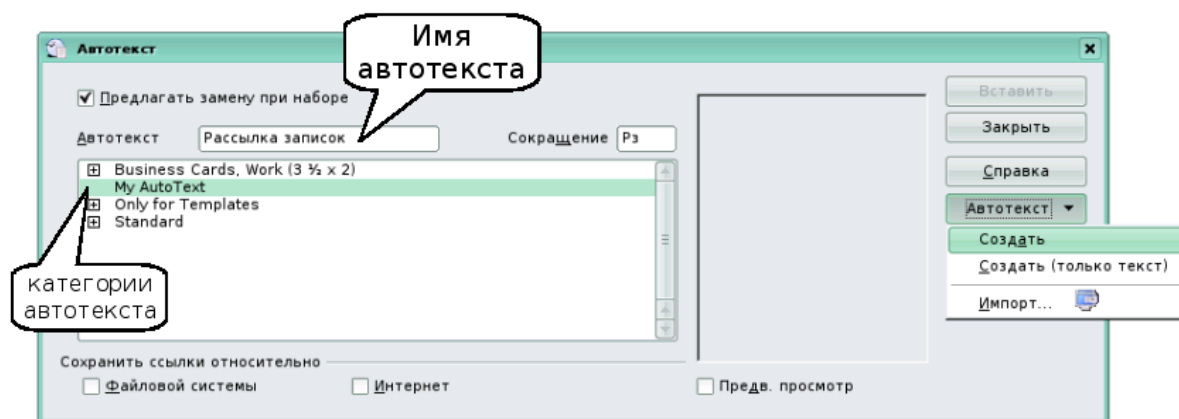 Автотекст
Имя
автотекста
Предлагать замену при наборе
Вставить
Автотекст
Рассылка записок
Сокращение
Рз
Закрыть
Business Cards, Work (3 ½ x 2)
My AutoText
Only for Templates
Standard
Справка
Автотекст
Создать
Создать (только текст)
Импорт...
категории
автотекста
Сохранить ссылки относительно
Файловой системы
Интернет
Предв. просмотр